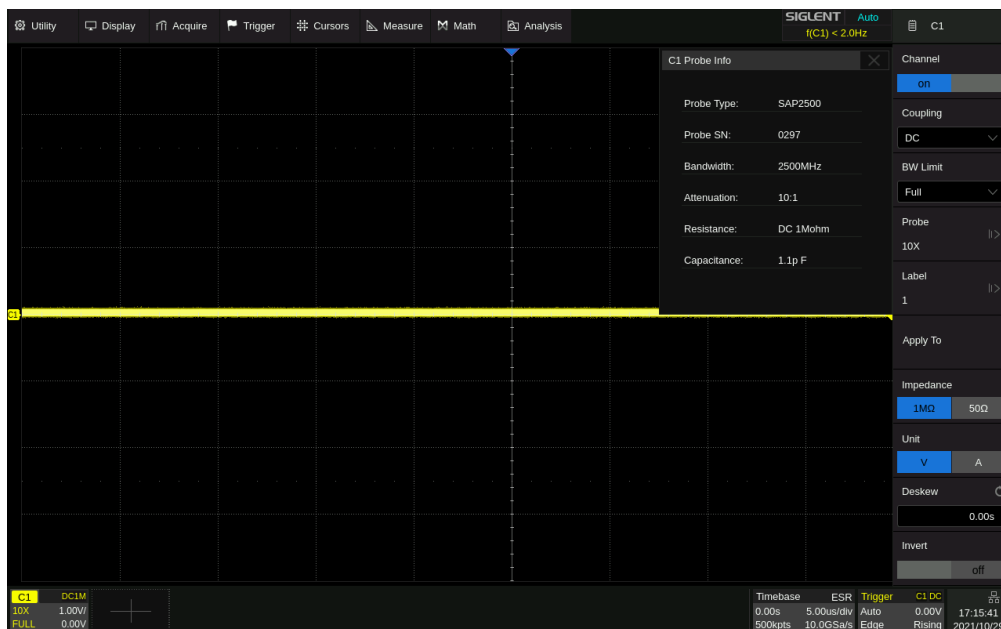 Utility Display Acquire Trigger Cursors Measure Math Analysis
SIGLENT Auto
f(C1) < 2.0Hz
C1
C1 Probe Info
Probe Type: SAP2500
Probe SN: 0297
Bandwidth: 2500MHz
Attenuation: 10:1
Resistance: DC 1Mohm
Capacitance: 1.1p F
Channel
on
Coupling
DC
BW Limit
Full
Probe
10X
Label
1
Apply To
Impedance
1MΩ 50Ω
Unit
V A
Deskew
0.00s
Invert
off
C1
C1 DC1M
10X 1.00V/
FULL 0.00V
Timebase ESR
0.00s 5.00us/div
500kpts 10.0GSa/s
Trigger C1 DC
Auto 0.00V
Edge Rising
17:15:41